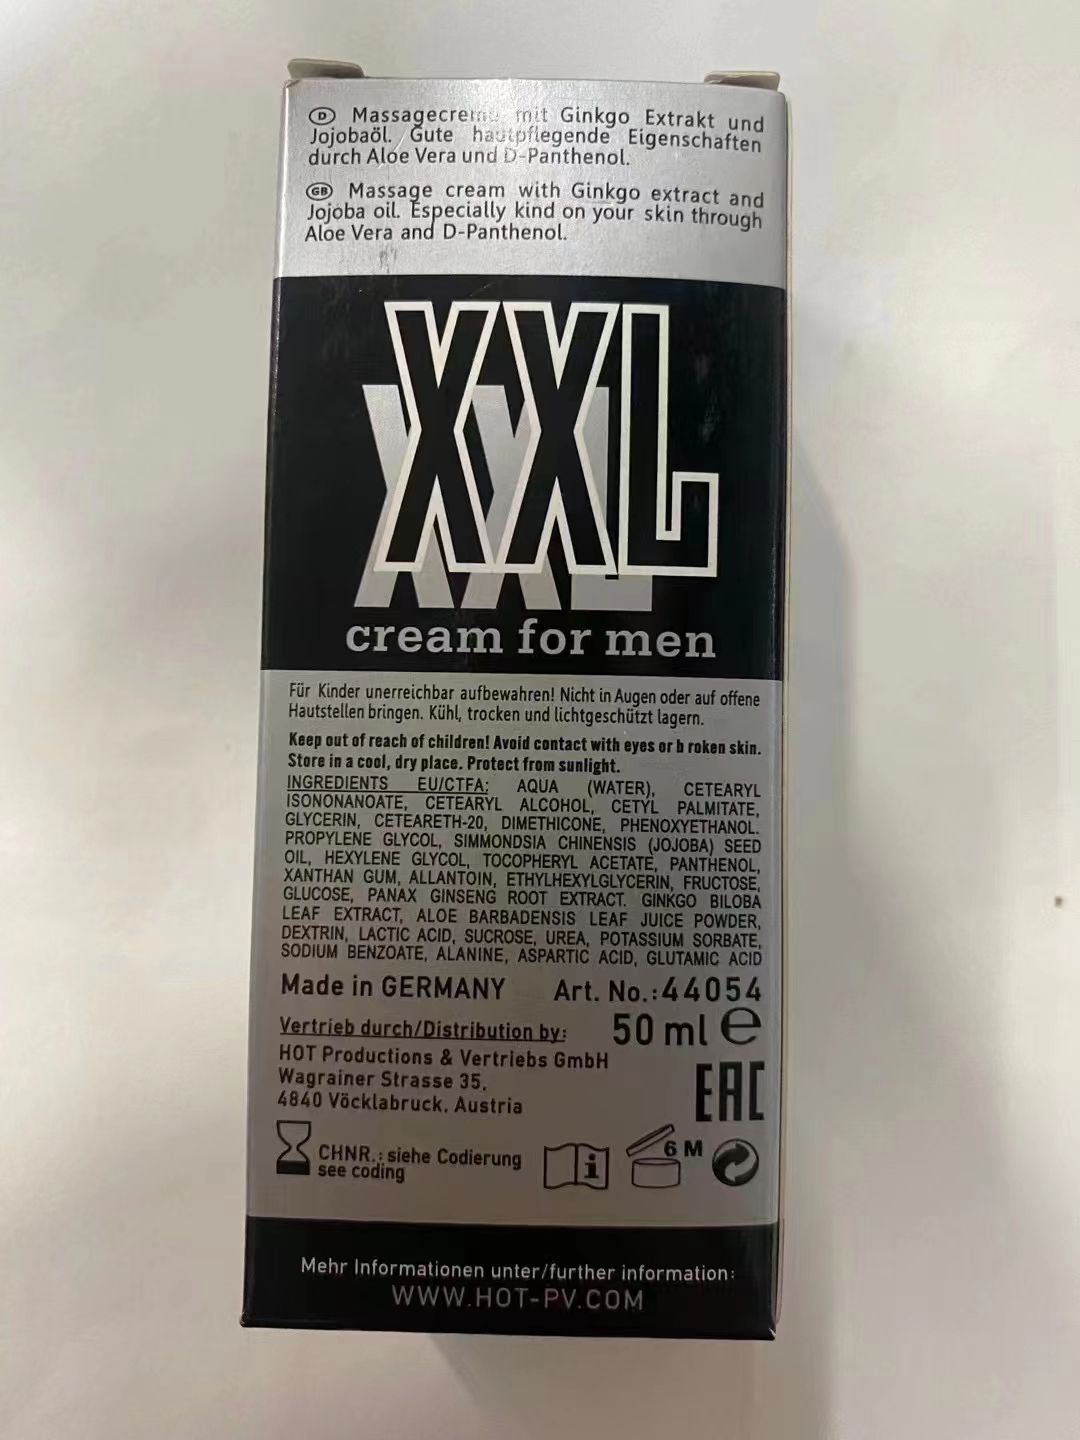 D Massagecreme mit Ginkgo Extrakt und
Jojobaöl. Gute hautpflegende Eigenschaften
durch Aloe Vera und D-Panthenol.
GB Massage cream with Ginkgo extract and
Jojoba oil. Especially kind on your skin through
Aloe Vera and D-Panthenol.
XXL
cream for men
Für Kinder unerreichbar aufbewahren! Nicht in Augen oder auf offene
Hautstellen bringen. Kühl, trocken und lichtgeschützt lagern.
Keep out of reach of children! Avoid contact with eyes or b roken skin.
Store in a cool, dry place. Protect from sunlight.
INGREDIENTS EU/CTFA: AQUA (WATER), CETEARYL
ISONONANOATE, CETEARYL ALCOHOL, CETYL PALMITATE,
GLYCERIN, CETEARETH-20, DIMETHICONE, PHENOXYETHANOL.
PROPYLENE GLYCOL, SIMMONDSIA CHINENSIS (JOJOBA) SEED
OIL, HEXYLENE GLYCOL, TOCOPHERYL ACETATE, PANTHENOL,
XANTHAN GUM, ALLANTOIN, ETHYLHEXYLGLYCERIN, FRUCTOSE,
GLUCOSE, PANAX GINSENG ROOT EXTRACT. GINKGO BILOBA
LEAF EXTRACT, ALOE BARBADENSIS LEAF JUICE POWDER,
DEXTRIN, LACTIC ACID, SUCROSE, UREA, POTASSIUM SORBATE,
SODIUM BENZOATE, ALANINE, ASPARTIC ACID, GLUTAMIC ACID
Made in GERMANY Art. No.:44054
Vertrieb durch/Distribution by: 50 ml e
HOT Productions & Vertriebs GmbH
Wagrainer Strasse 35,
4840 Vöcklabruck, Austria
EAC
CHNR.: siehe Codierung
see coding
i
6 M
Mehr Informationen unter/further information:
WWW.HOT-PV.COM